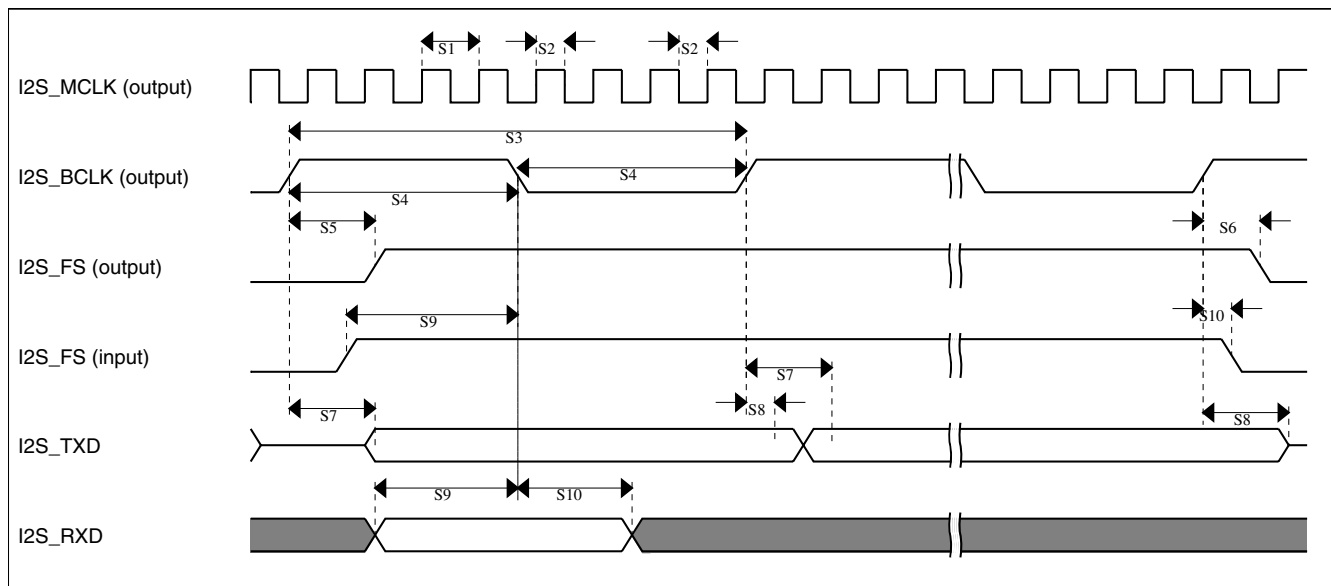 S1 S2 S2
I2S_MCLK (output)
S3
I2S_BCLK (output)
S4
S4
S5 S6
I2S_FS (output)
S9 S10
I2S_FS (input)
S7
S7 S8 S8
I2S_TXD
S9 S10
I2S_RXD